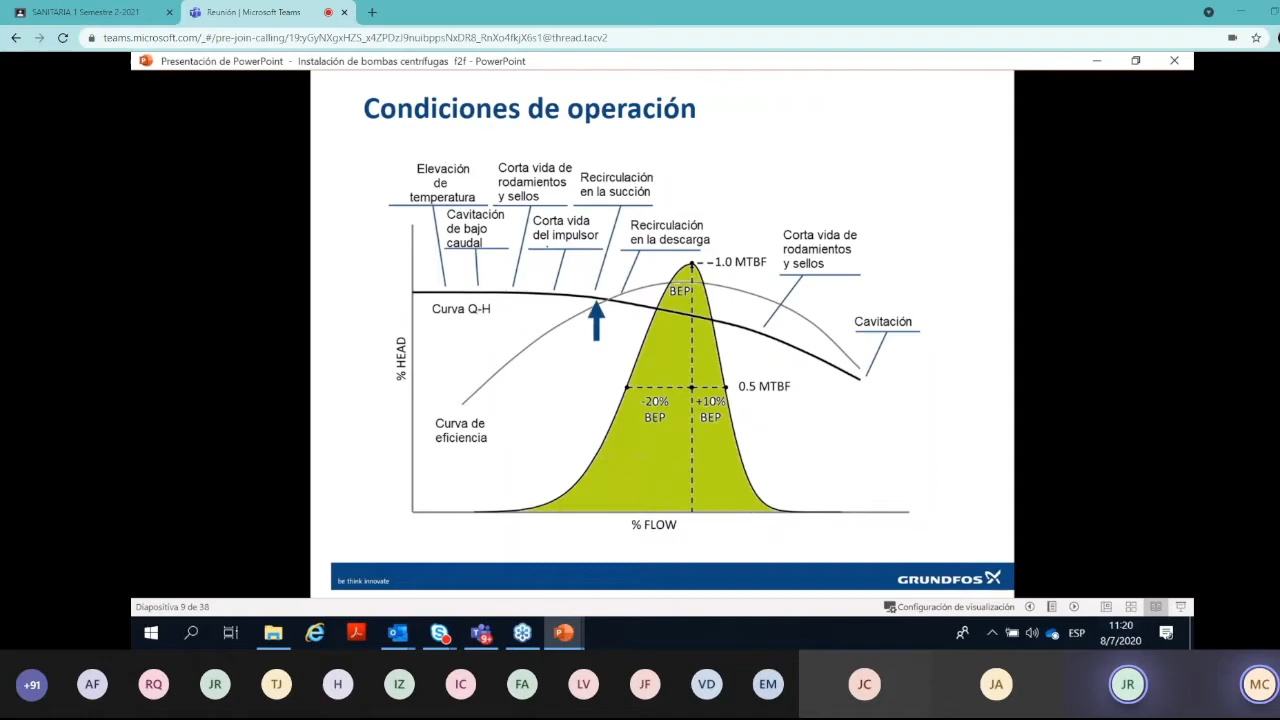 SANITARIA 1 Semestre 2-2021
Reunión | Microsoft Teams
teams.microsoft.com/_#/pre-join-calling/19:yGyNXgxHZS_x4ZPDzJ9nuibppsNxDR8_RnXo4fkjX6s1@thread.tacv2
Presentación de PowerPoint - Instalación de bombas centrífugas f2f - PowerPoint
Condiciones de operación
Elevación
de
temperatura
Corta vida de
rodamientos
y sellos
Recirculación
en la succión
Cavitación
de bajo
caudal
Corta vida
del impulsor
Recirculación
en la descarga
Corta vida de
rodamientos
y sellos
1.0 MTBF
BEP
Curva Q-H
Cavitación
% HEAD
0.5 MTBF
-20%
BEP
+10%
BEP
Curva de
eficiencia
% FLOW
be think innovate
GRUNDFOS
Diapositiva 9 de 38
Configuración de visualización
9+
ESP
11:20
8/7/2020
+91
AF
RQ
JR
TJ
H
IZ
IC
FA
LV
JF
VD
EM
JC
JA
JR
MC